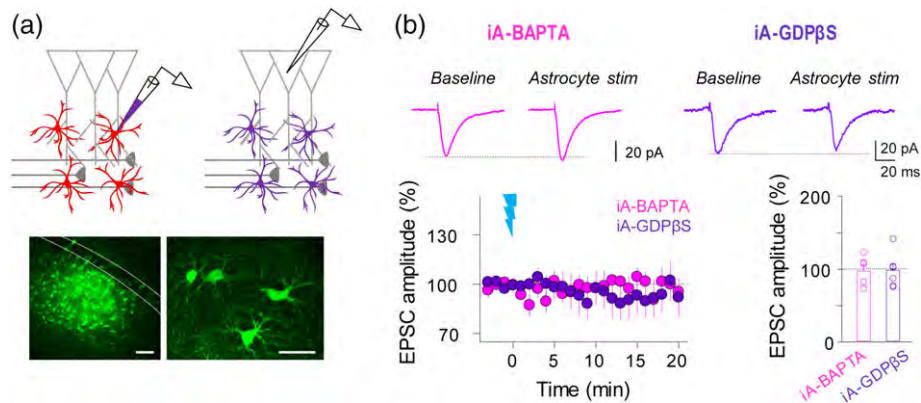 (a)
(b)
iA-BAPTA
iA-GDPβS
Baseline
Astrocyte stim
Baseline
Astrocyte stim
20 pA
20 pA
20 ms
EPSC amplitude (%)
130
100
70
0
5
10
15
20
Time (min)
iA-BAPTA
iA-GDPβS
EPSC amplitude (%)
200
100
0
iA-BAPTA
iA-GDPβS